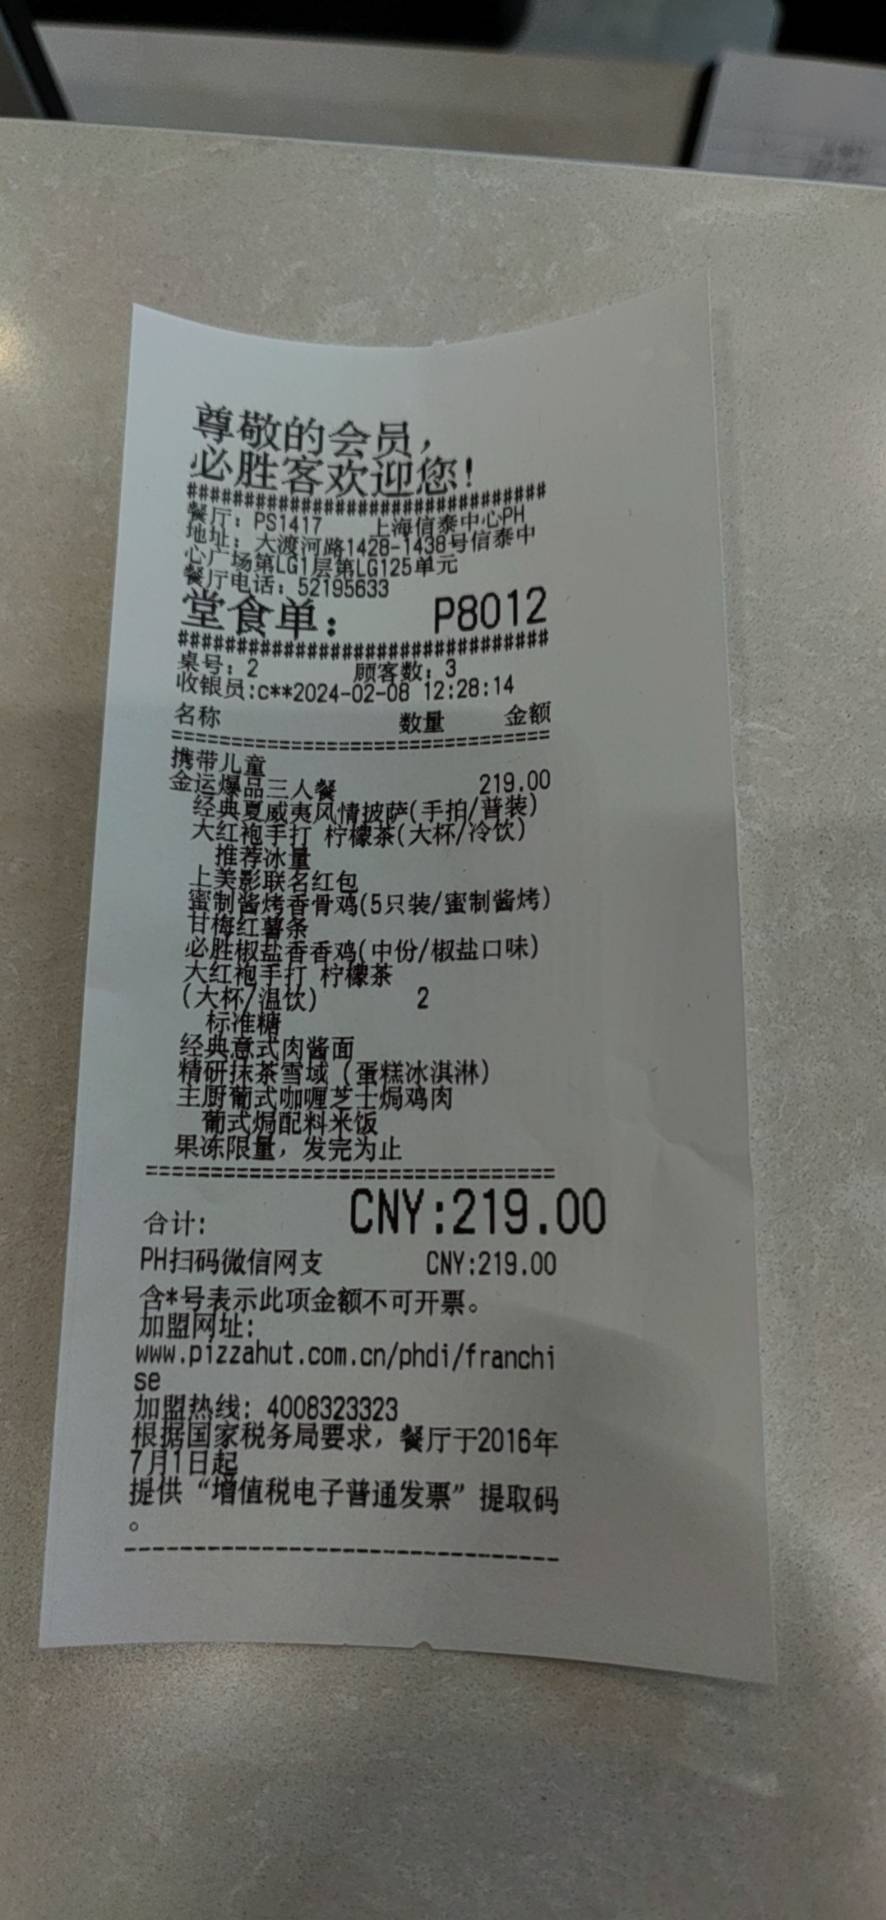 尊敬的会员，
必胜客欢迎您!
################################
餐厅: PS1417 上海信泰中心PH
地址: 大渡河路1428-1438号信泰中
心广场第LG1层第LG125单元
餐厅电话: 52195633
堂食单: P8012
################################
桌号: 2 顾客数: 3
收银员:c**2024-02-08 12:28:14
名称 数量 金额
================================
携带儿童
金运爆品三人餐 219.00
经典夏威夷风情披萨(手拍/普装)
大红袍手打 柠檬茶(大杯/冷饮)
推荐冰量
上美影联名红包
蜜制酱烤香骨鸡(5只装/蜜制酱烤)
甘梅红薯条
必胜椒盐香香鸡(中份/椒盐口味)
大红袍手打 柠檬茶
(大杯/温饮) 2
标准糖
经典意式肉酱面
精研抹茶雪域 (蛋糕冰淇淋)
主厨葡式咖喱芝士焗鸡肉
葡式焗配料米饭
果冻限量，发完为止
================================
合计: CNY:219.00
PH扫码微信网支 CNY:219.00
含*号表示此项金额不可开票。
加盟网址:
www.pizzahut.com.cn/phdi/franchi
se
加盟热线: 4008323323
根据国家税务局要求，餐厅于2016年
7月1日起
提供“增值税电子普通发票”提取码
。
--------------------------------